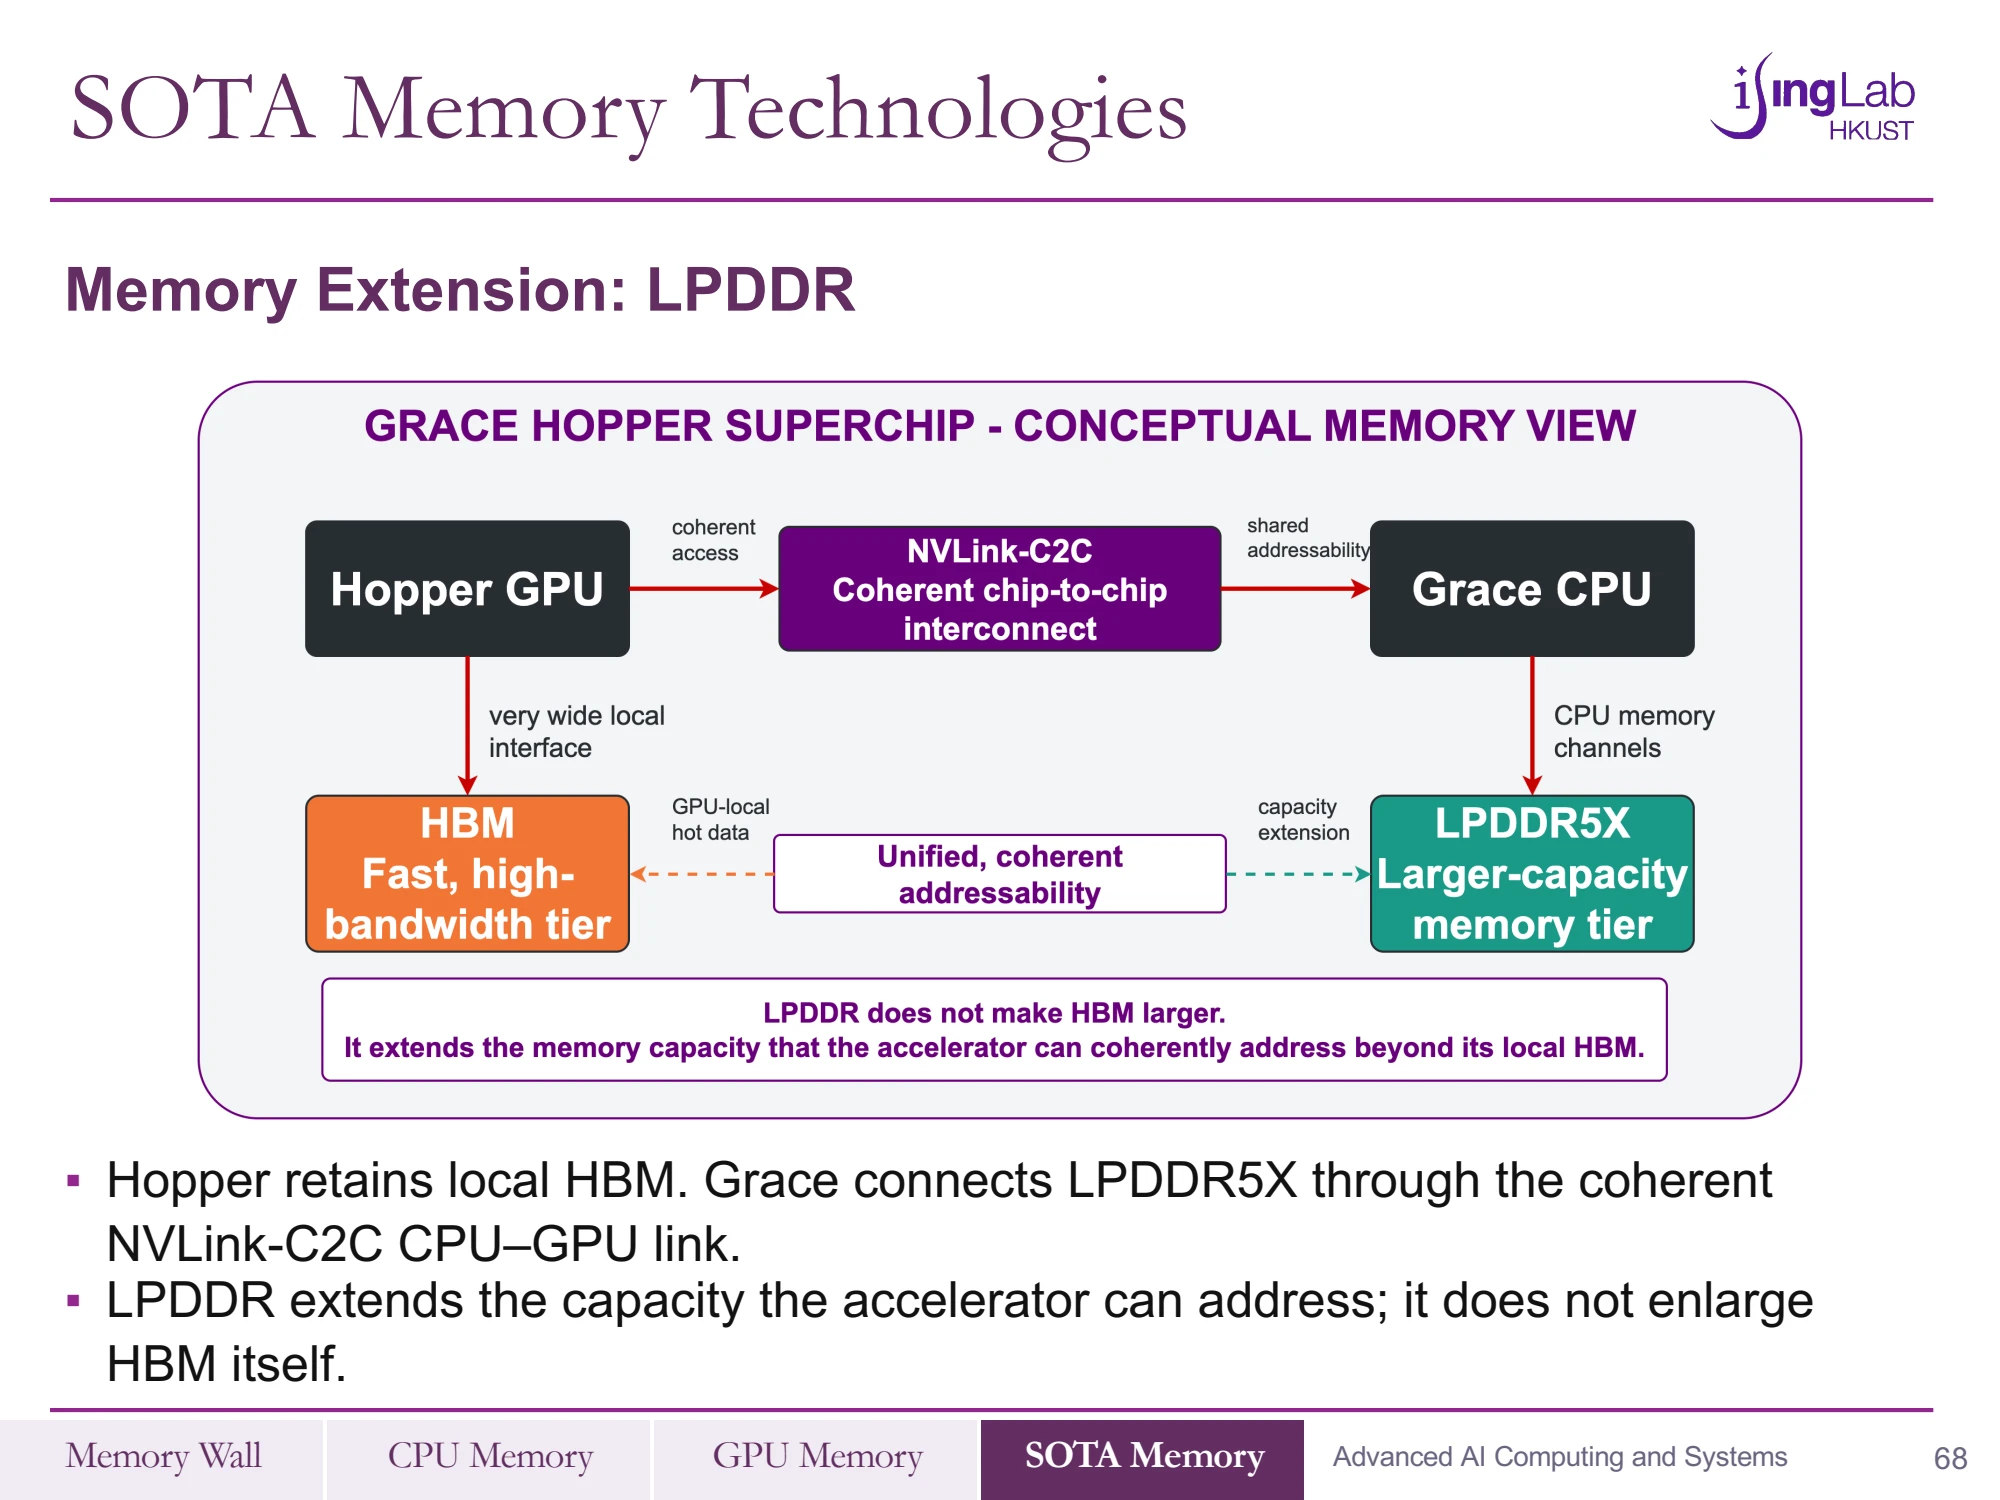 SOTA Memory Technologies
isingLab
HKUST
Memory Extension: LPDDR
GRACE HOPPER SUPERCHIP - CONCEPTUAL MEMORY VIEW
Hopper GPU
coherent
access
NVLink-C2C
Coherent chip-to-chip
interconnect
shared
addressability
Grace CPU
very wide local
interface
CPU memory
channels
HBM
Fast, high-
bandwidth tier
GPU-local
hot data
Unified, coherent
addressability
capacity
extension
LPDDR5X
Larger-capacity
memory tier
LPDDR does not make HBM larger.
It extends the memory capacity that the accelerator can coherently address beyond its local HBM.
▪ Hopper retains local HBM. Grace connects LPDDR5X through the coherent
NVLink-C2C CPU–GPU link.
▪ LPDDR extends the capacity the accelerator can address; it does not enlarge
HBM itself.
Memory Wall
CPU Memory
GPU Memory
SOTA Memory
Advanced AI Computing and Systems
68